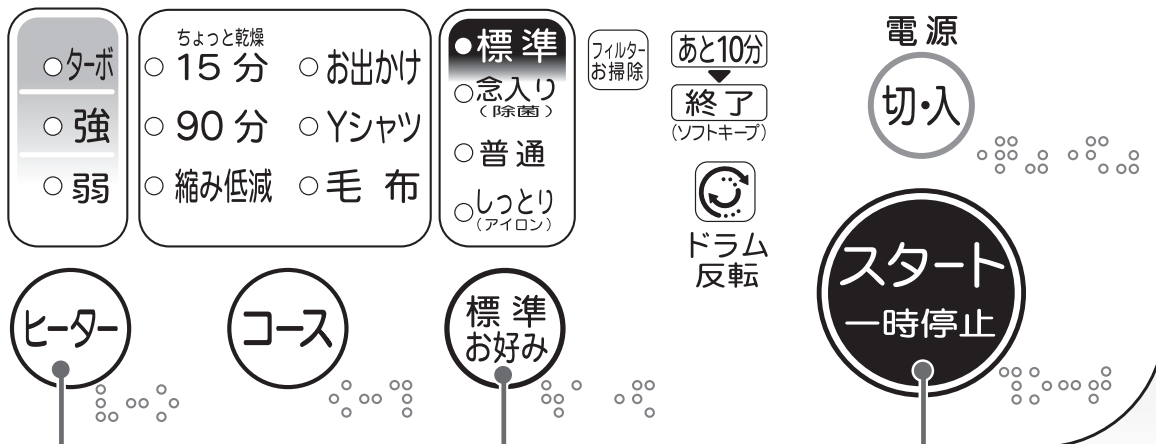 ターボ
強
弱
ちょっと乾燥
15分
90分
縮み低減
お出かけ
Yシャツ
毛布
標準
念入り
(除菌)
普通
しっとり
(アイロン)
フィルター
お掃除
あと10分
終了
(ソフトキープ)
ドラム
反転
電源
切・入
ヒーター
コース
標準
お好み
スタート
一時停止